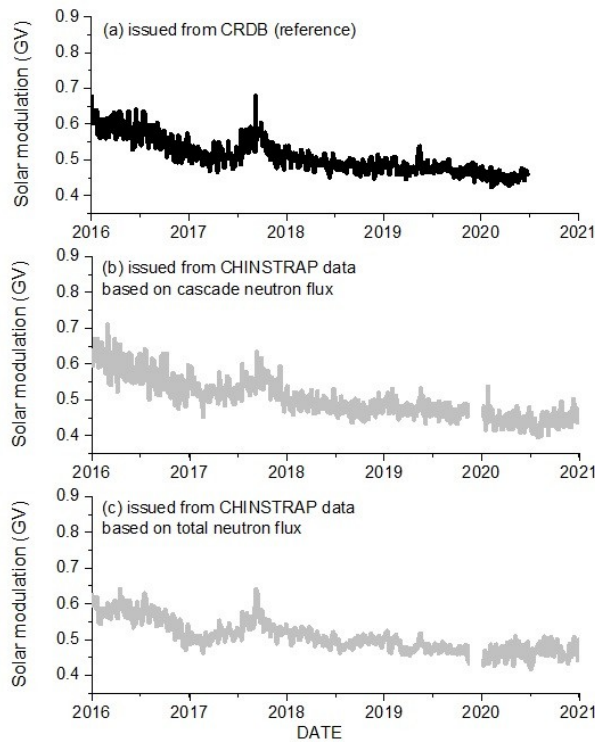 0.9
(a) issued from CRDB (reference)
0.8
0.7
0.6
0.5
0.4
Solar modulation (GV)
2016 2017 2018 2019 2020 2021
0.9
(b) issued from CHINSTRAP data
based on cascade neutron flux
0.8
0.7
0.6
0.5
0.4
Solar modulation (GV)
2016 2017 2018 2019 2020 2021
0.9
(c) issued from CHINSTRAP data
based on total neutron flux
0.8
0.7
0.6
0.5
0.4
Solar modulation (GV)
2016 2017 2018 2019 2020 2021
DATE